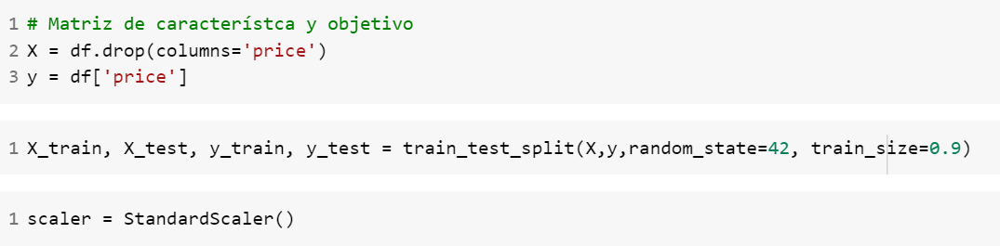 1 # Matriz de característca y objetivo
2 X = df.drop(columns='price')
3 y = df['price']
1 X_train, X_test, y_train, y_test = train_test_split(X,y,random_state=42, train_size=0.9)
1 scaler = StandardScaler()